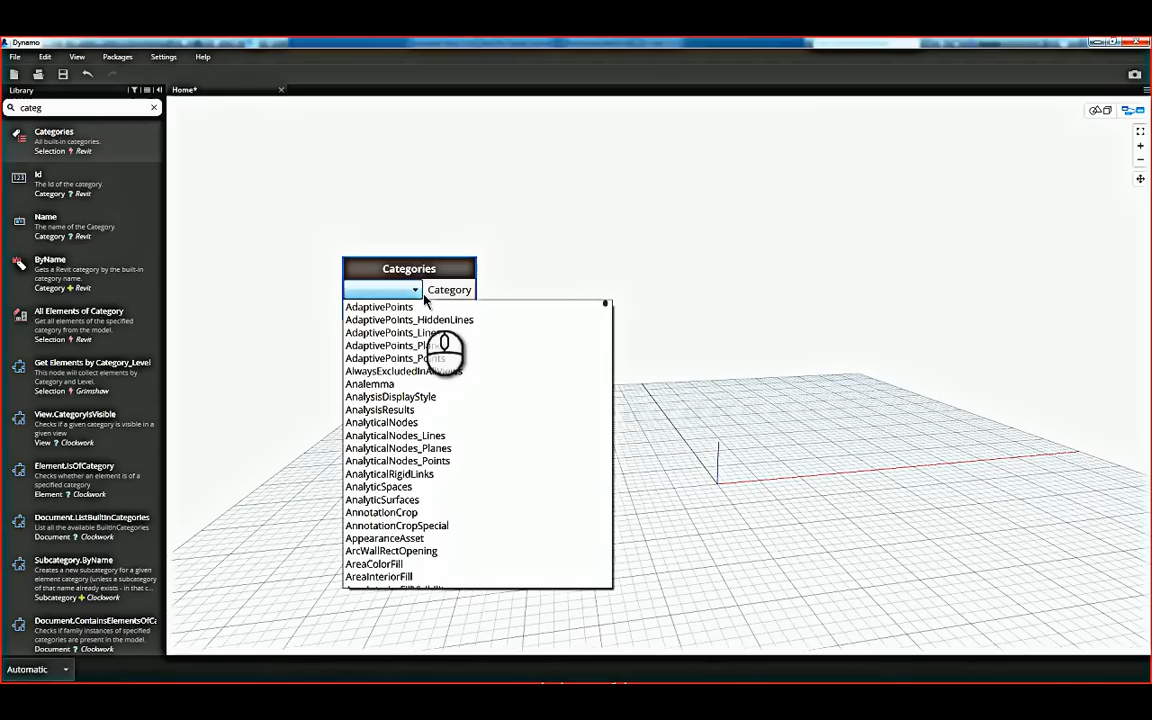 Dynamo
File Edit View Packages Settings Help
Library
Home*
categ
Categories
All built-in categories.
Selection Revit
Id
The Id of the category.
Category ? Revit
Name
The name of the Category.
Category ? Revit
ByName
Gets a Revit category by the built-in
category name.
Category + Revit
All Elements of Category
Get all elements of the specified
category from the model.
Selection Revit
Get Elements by Category_Level
This node will collect elements
by Category and Level.
Selection Grimshaw
View.CategoryIsVisible
Checks if a given category is visible in a
given view
View ? Clockwork
Element.IsOfCategory
Checks whether an element is of a
specified category
Element ? Clockwork
Document.ListBuiltInCategories
List all the available BuiltInCategories
Document ? Clockwork
Subcategory.ByName
Creates a new subcategory for a given
element category (unless a subcategory
of that name already exists - in that c...
Subcategory + Clockwork
Document.ContainsElementsOfCa
Checks if family instances of specified
categories are present in the model.
Document ? Clockwork
Categories
Category
AdaptivePoints
AdaptivePoints_HiddenLines
AdaptivePoints_Lines
AdaptivePoints_Pla
AdaptivePoints_Points
AlwaysExcludedInAllViews
Analemma
AnalysisDisplayStyle
AnalysisResults
AnalyticalNodes
AnalyticalNodes_Lines
AnalyticalNodes_Planes
AnalyticalNodes_Points
AnalyticalRigidLinks
AnalyticSpaces
AnalyticSurfaces
AnnotationCrop
AnnotationCropSpecial
AppearanceAsset
ArcWallRectOpening
AreaColorFill
AreaInteriorFill
Automatic